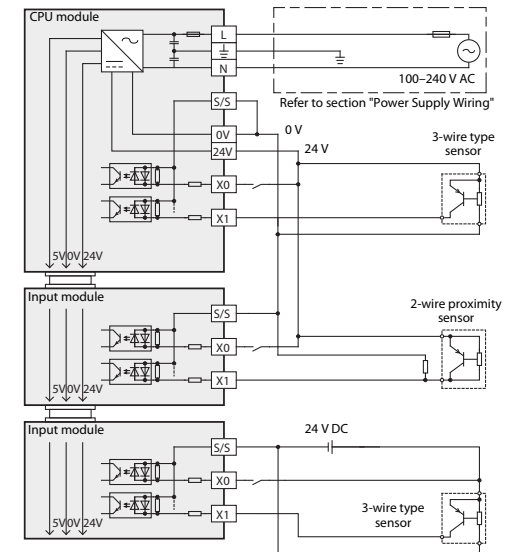 CPU module
L
N
100–240 V AC
Refer to section "Power Supply Wiring"
S/S
0V
0 V
24V
24 V
3-wire type
sensor
X0
X1
5V 0V 24V
Input module
2-wire proximity
sensor
S/S
X0
X1
5V 0V 24V
Input module
24 V DC
S/S
X0
3-wire type
sensor
X1
5V 0V 24V